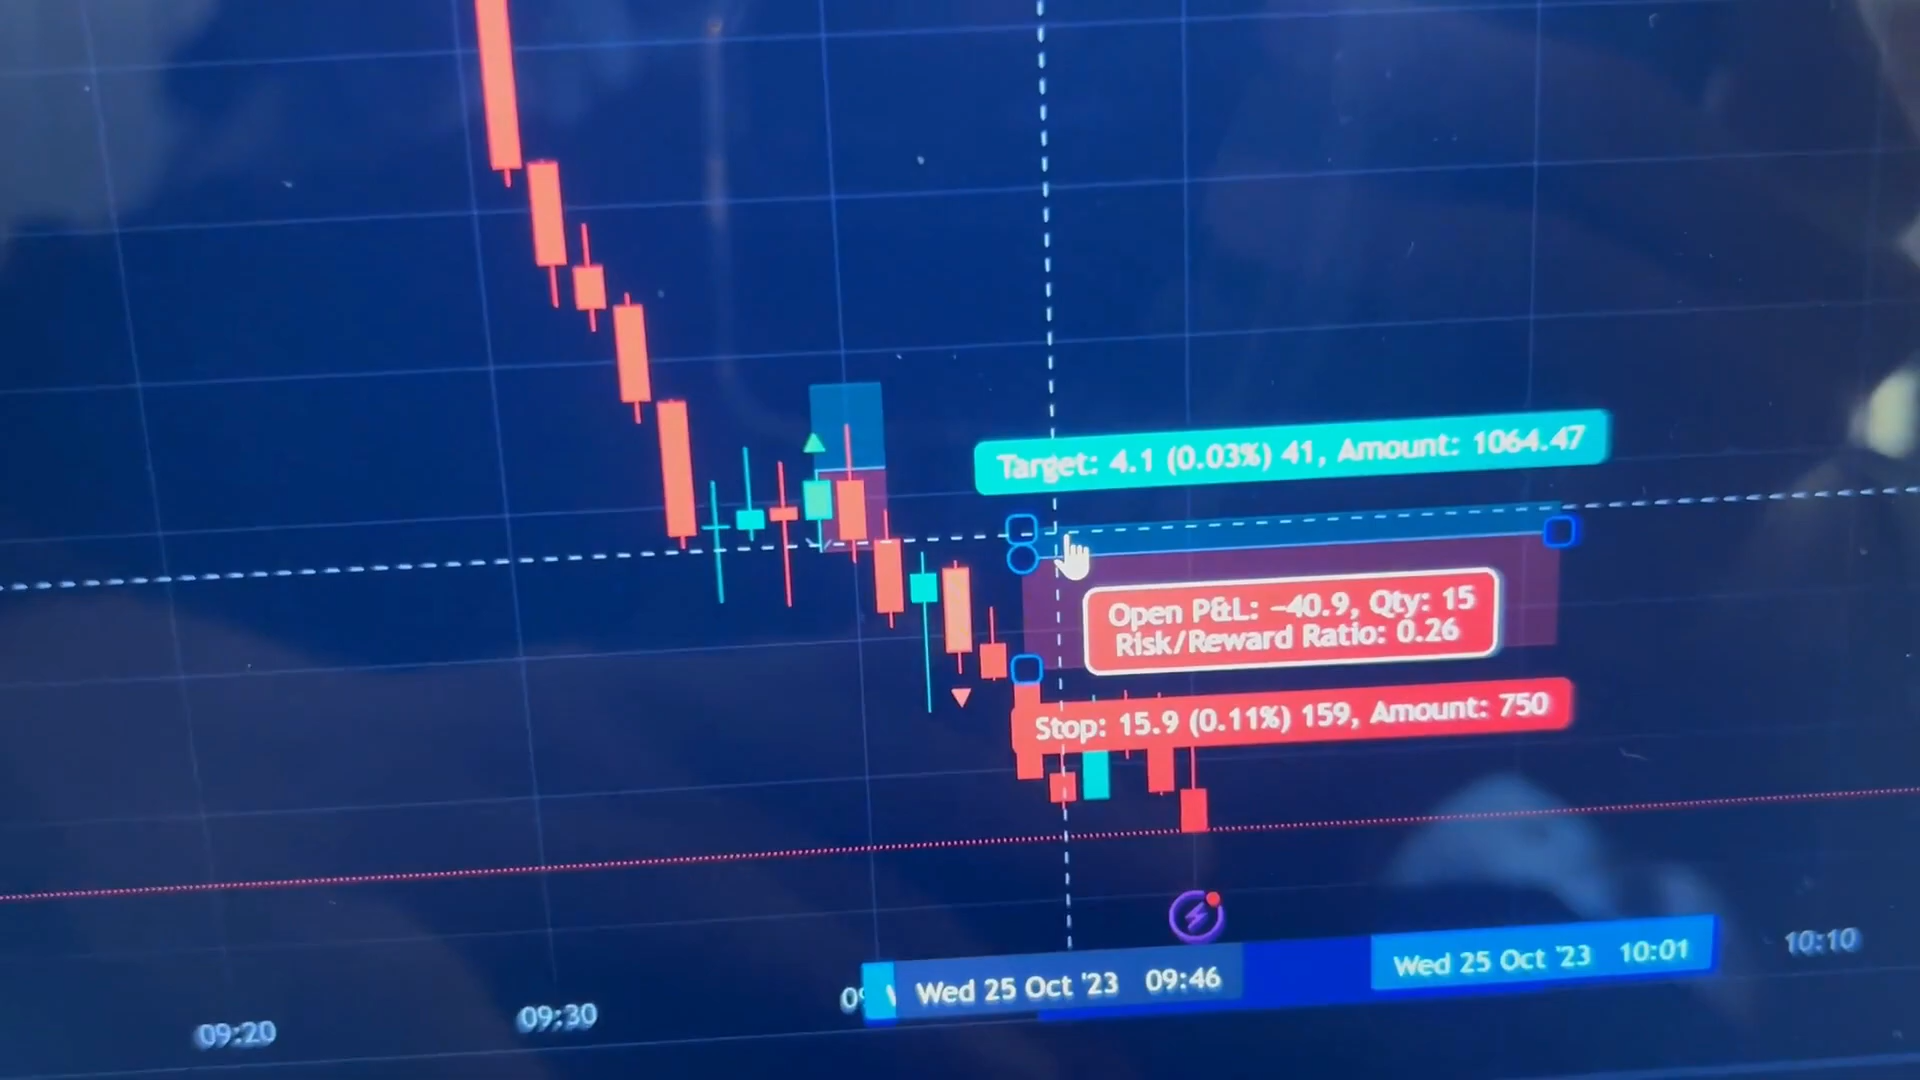 Target: 4.1 (0.03%) 41, Amount: 1064.47
Open P&L: -40.9, Qty: 15
Risk/Reward Ratio: 0.26
Stop: 15.9 (0.11%) 159, Amount: 750
09:20
09:30
Wed 25 Oct '23 09:46
Wed 25 Oct '23 10:01
10:10